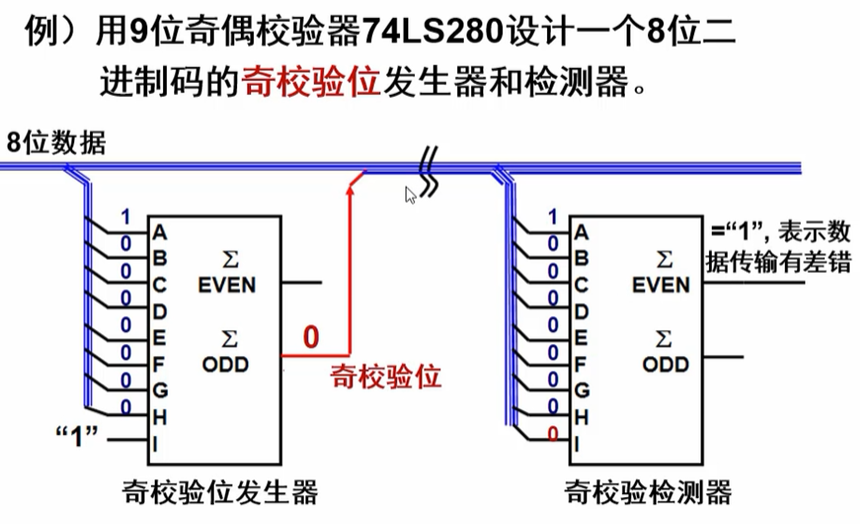 例）用9位奇偶校验器74LS280设计一个8位二
进制码的奇校验位发生器和检测器。
8位数据
1
0
0
0
0
0
0
0
“1”
A
B
C
D
E
F
G
H
I
Σ
EVEN
Σ
ODD
0
奇校验位
奇校验位发生器
1
0
0
0
0
0
0
0
0
A
B
C
D
E
F
G
H
I
Σ
EVEN
Σ
ODD
=“1”, 表示数
据传输有差错
奇校验检测器